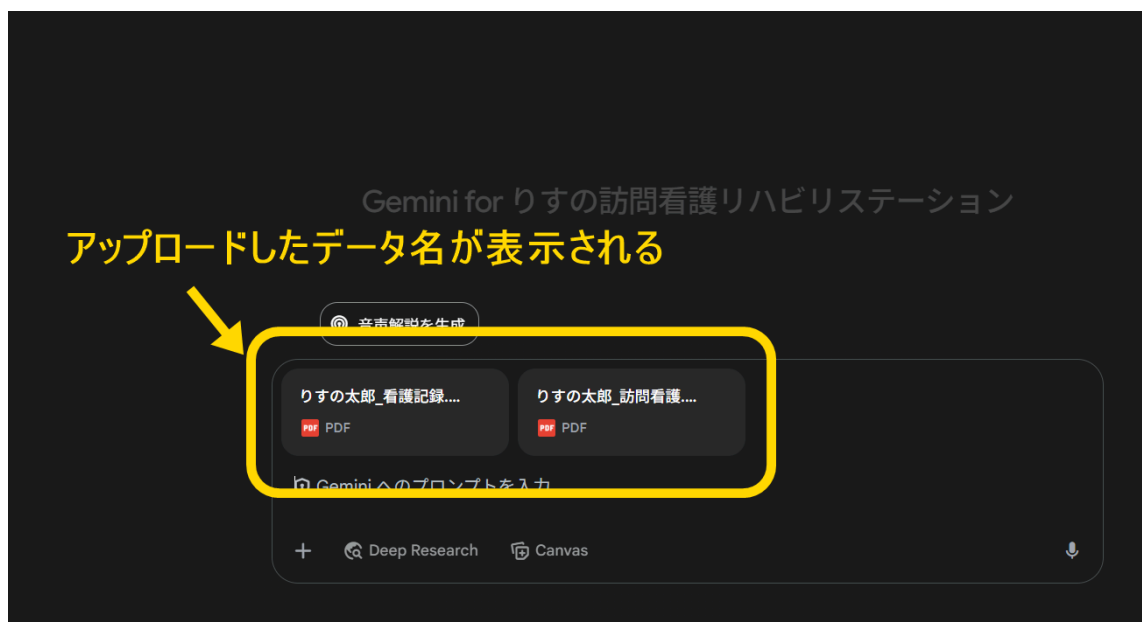 Gemini for りすの訪問看護リハビリステーション
アップロードしたデータ名が表示される
音声解説を生成
りすの太郎_看護記録....
PDF PDF
りすの太郎_訪問看護....
PDF PDF
Gemini へのプロンプトを入力
Deep Research
Canvas